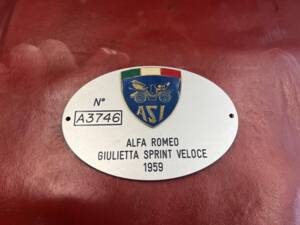 ASI
N°
A3746
ALFA ROMEO
GIULIETTA SPRINT VELOCE
1959